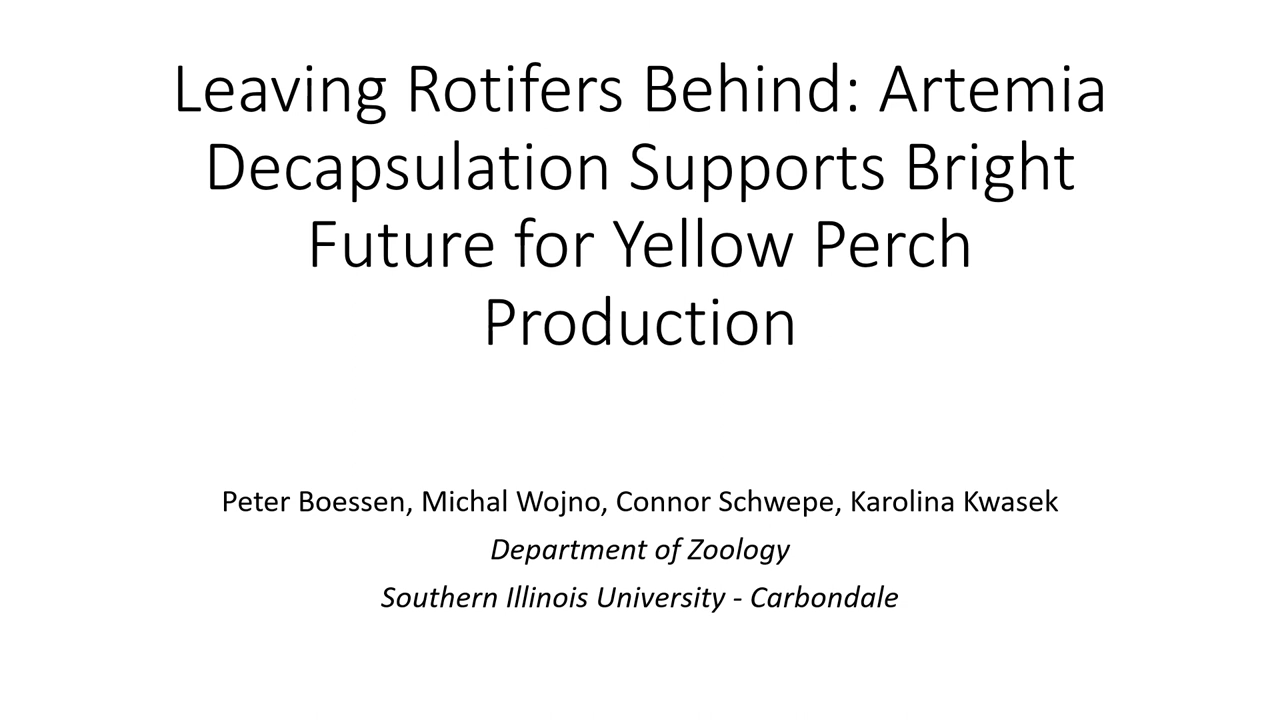 Leaving Rotifers Behind: Artemia
Decapsulation Supports Bright
Future for Yellow Perch
Production
Peter Boessen, Michal Wojno, Connor Schwepe, Karolina Kwasek
Department of Zoology
Southern Illinois University - Carbondale